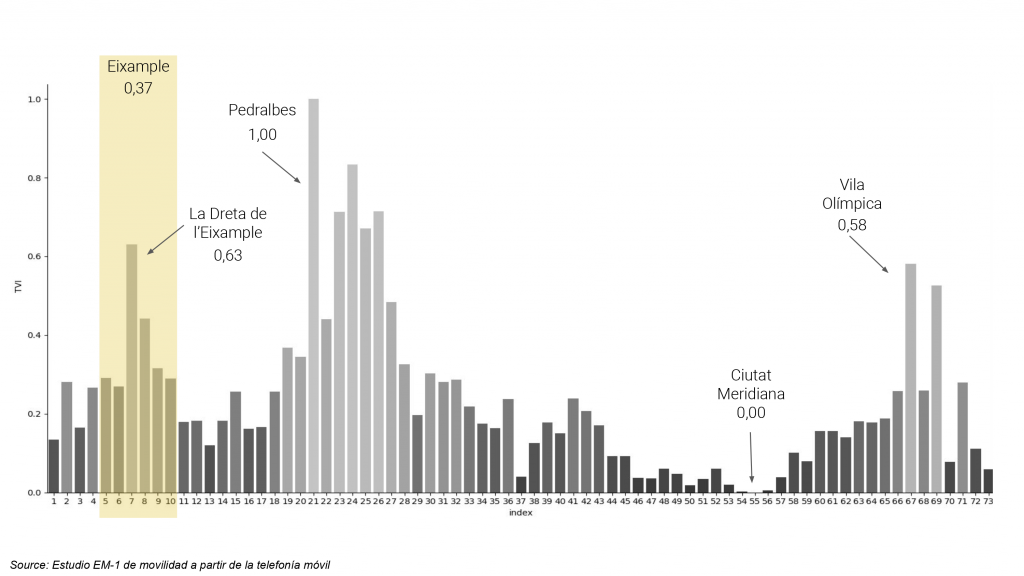 Eixample
0,37
Pedralbes
1,00
La Dreta de
l'Eixample
0,63
Vila
Olímpica
0,58
Ciutat
Meridiana
0,00
TVI
1.0
0.8
0.6
0.4
0.2
0.0
1 2 3 4 5 6 7 8 9 10 11 12 13 14 15 16 17 18 19 20 21 22 23 24 25 26 27 28 29 30 31 32 33 34 35 36 37 38 39 40 41 42 43 44 45 46 47 48 49 50 51 52 53 54 55 56 57 58 59 60 61 62 63 64 65 66 67 68 69 70 71 72 73
index
Source: Estudio EM-1 de movilidad a partir de la telefonía móvil